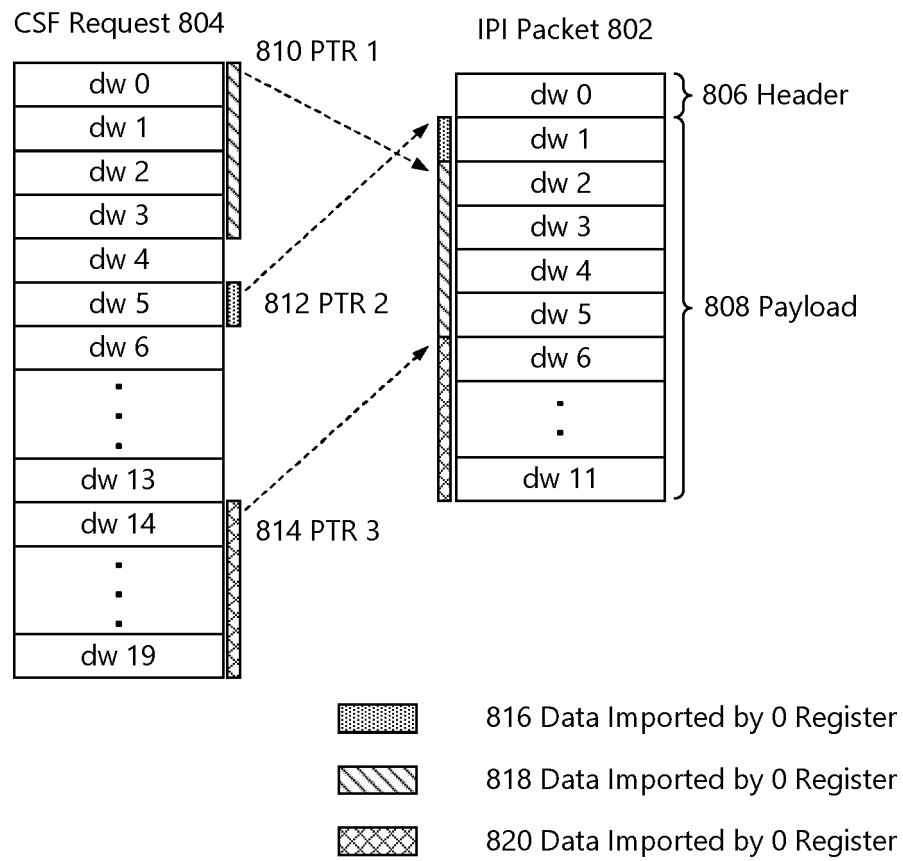 CSF Request 804
810 PTR 1
IPI Packet 802
dw 0
dw 1
dw 2
dw 3
dw 4
dw 5
dw 6
dw 13
dw 14
dw 19
812 PTR 2
814 PTR 3
dw 0
dw 1
dw 2
dw 3
dw 4
dw 5
dw 6
dw 11
806 Header
808 Payload
816 Data Imported by 0 Register
818 Data Imported by 0 Register
820 Data Imported by 0 Register